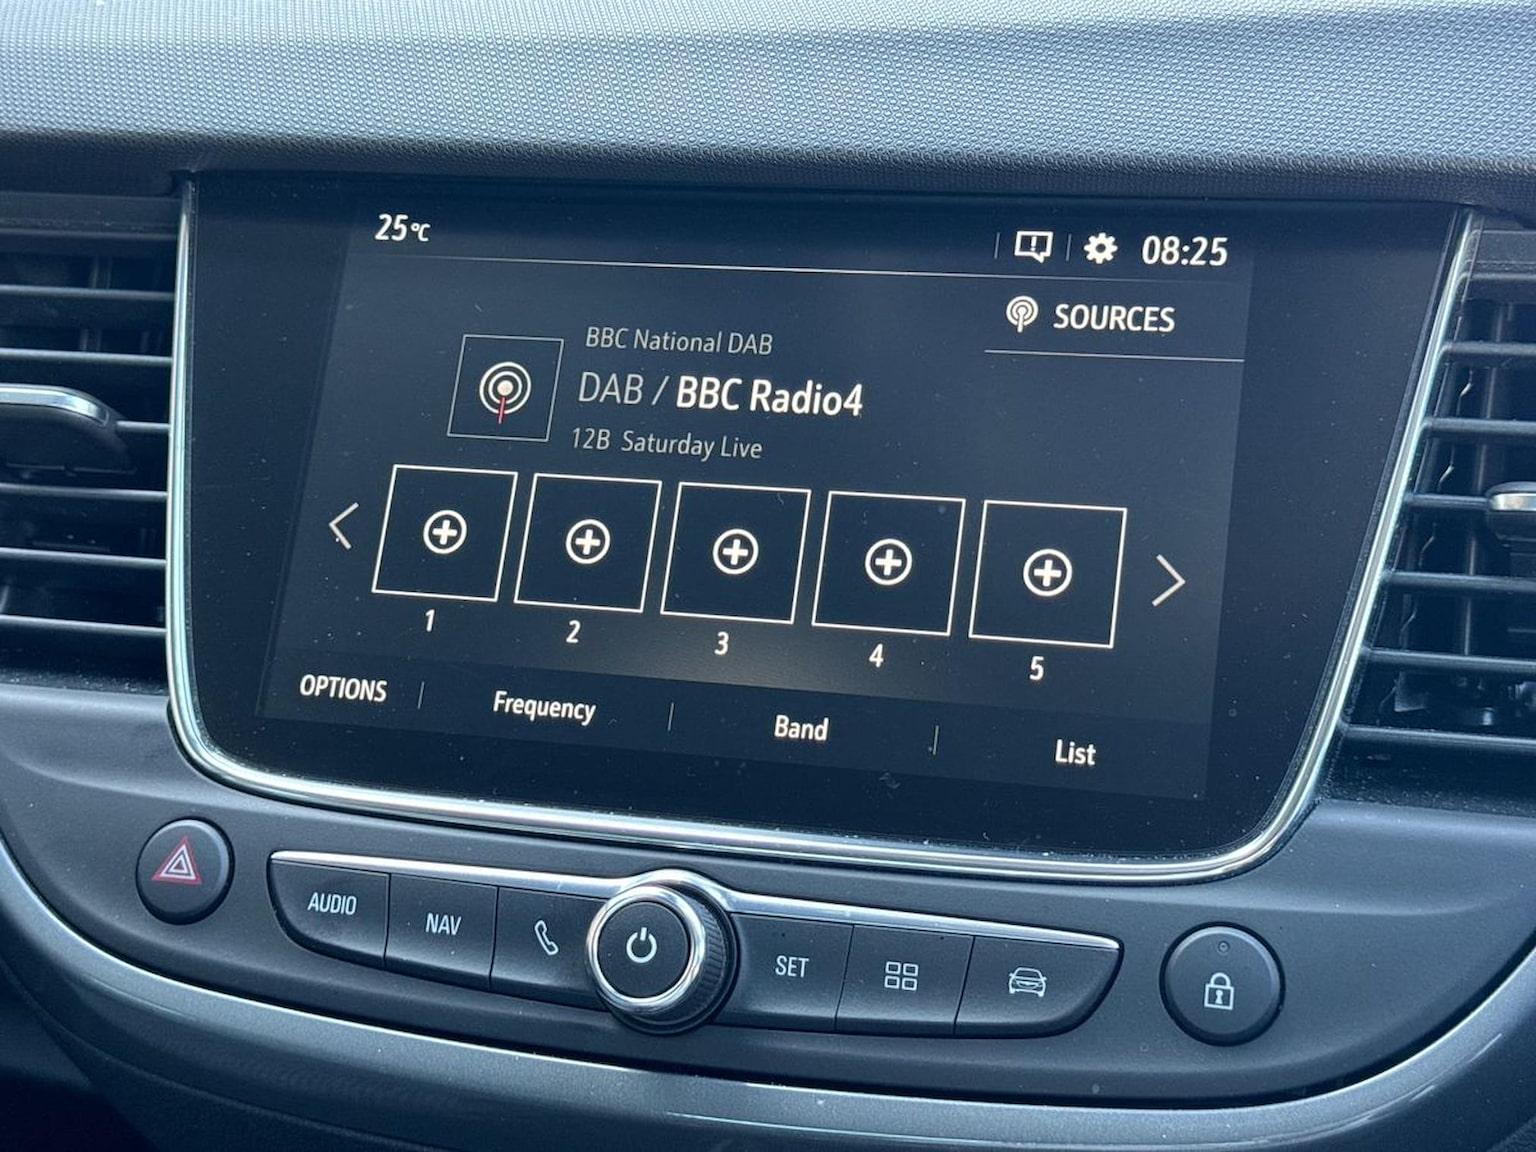 25°C
08:25
SOURCES
BBC National DAB
DAB / BBC Radio4
12B Saturday Live
1 2 3 4 5
OPTIONS Frequency Band List
AUDIO NAV SET